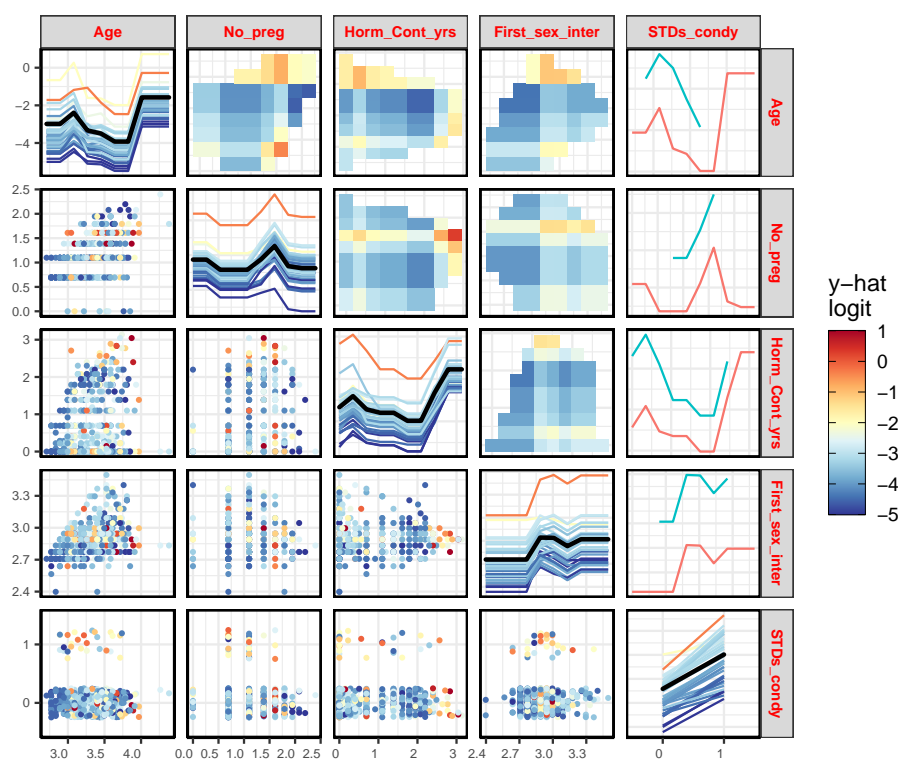 Age No_preg Horm_Cont_yrs First_sex_inter STDs_condy
0
−2
−4
Age
2.5
2.0
1.5
1.0
0.5
0.0
No_preg
3
2
1
0
Horm_Cont_yrs
3.3
3.0
2.7
2.4
First_sex_inter
1
0
STDs_condy
3.0 3.5 4.0 0.0 0.5 1.0 1.5 2.0 2.5 0 1 2 3 2.4 2.7 3.0 3.3 0 1
y−hat
logit
1
0
−1
−2
−3
−4
−5